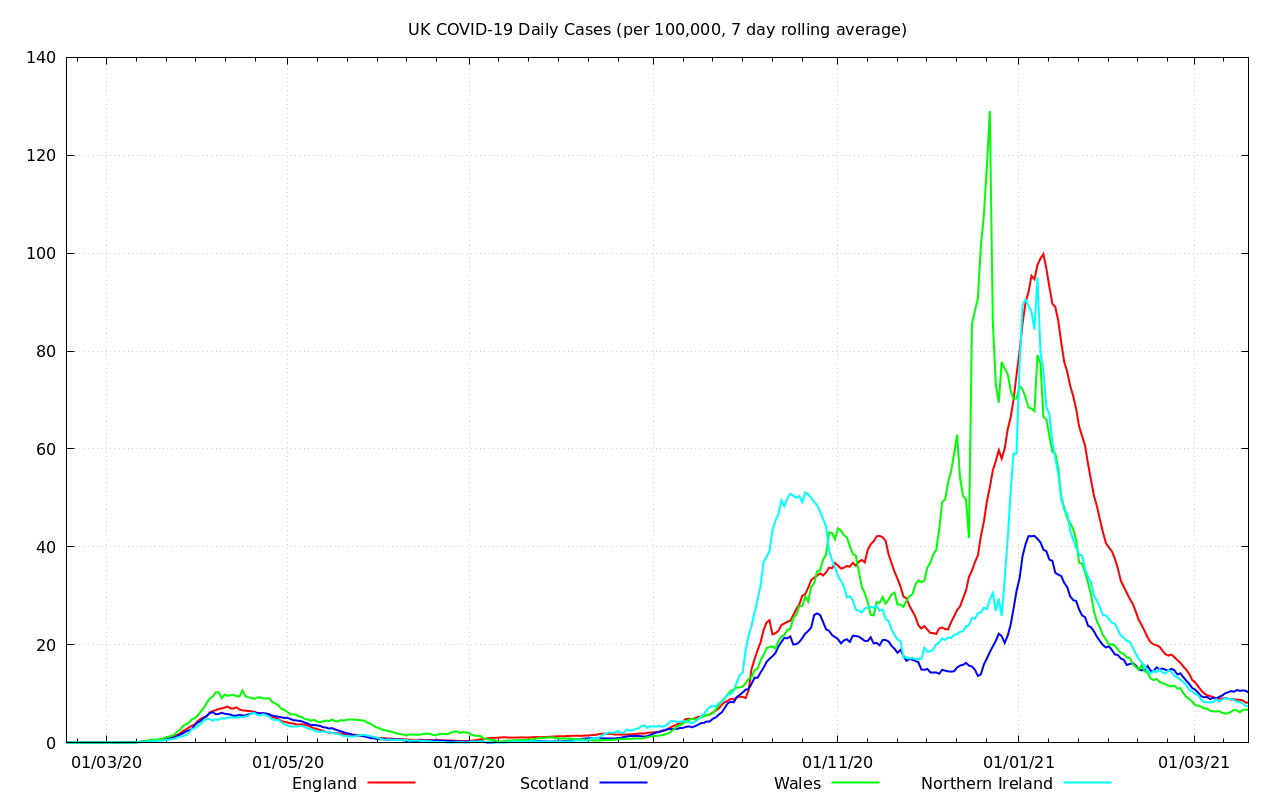 UK COVID-19 Daily Cases (per 100,000, 7 day rolling average)
140
120
100
80
60
40
20
0
01/03/20 01/05/20 01/07/20 01/09/20 01/11/20 01/01/21 01/03/21
England Scotland Wales Northern Ireland